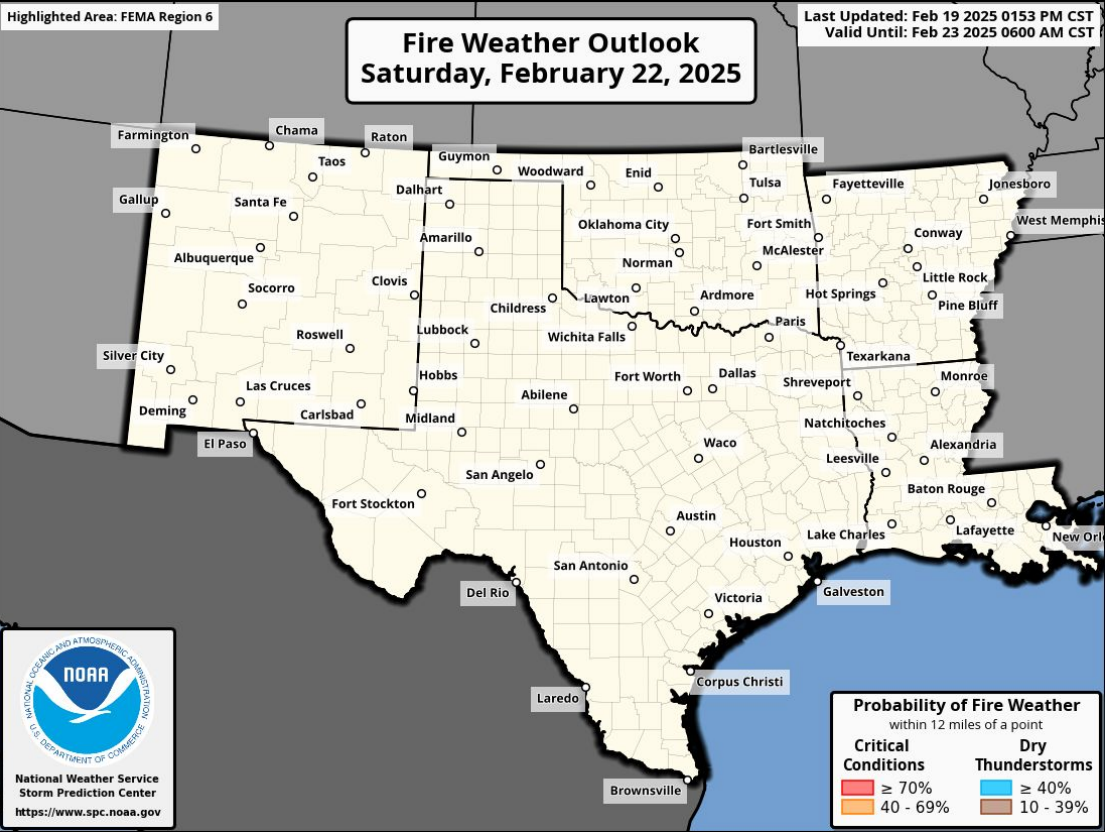 Highlighted Area: FEMA Region 6
Fire Weather Outlook
Saturday, February 22, 2025
Last Updated: Feb 19 2025 0153 PM CST
Valid Until: Feb 23 2025 0600 AM CST
Farmington
Chama
Raton
Taos
Guymon
Woodward
Enid
Bartlesville
Tulsa
Fayetteville
Jonesboro
Gallup
Santa Fe
Dalhart
Oklahoma City
Fort Smith
West Memphis
Albuquerque
Amarillo
Norman
McAlester
Conway
Socorro
Clovis
Childress
Lawton
Ardmore
Hot Springs
Little Rock
Pine Bluff
Roswell
Lubbock
Wichita Falls
Paris
Texarkana
Silver City
Las Cruces
Hobbs
Abilene
Fort Worth
Dallas
Shreveport
Monroe
Deming
Carlsbad
Midland
Natchitoches
El Paso
San Angelo
Waco
Leesville
Alexandria
Fort Stockton
Austin
Baton Rouge
Houston
Lake Charles
Lafayette
New Orl
San Antonio
Del Rio
Victoria
Galveston
Laredo
Corpus Christi
Brownsville
NATIONAL OCEANIC AND ATMOSPHERIC ADMINISTRATION
NOAA
U.S. DEPARTMENT OF COMMERCE
National Weather Service
Storm Prediction Center
https://www.spc.noaa.gov
Probability of Fire Weather
within 12 miles of a point
Critical Conditions
≥ 70%
40 - 69%
Dry Thunderstorms
≥ 40%
10 - 39%